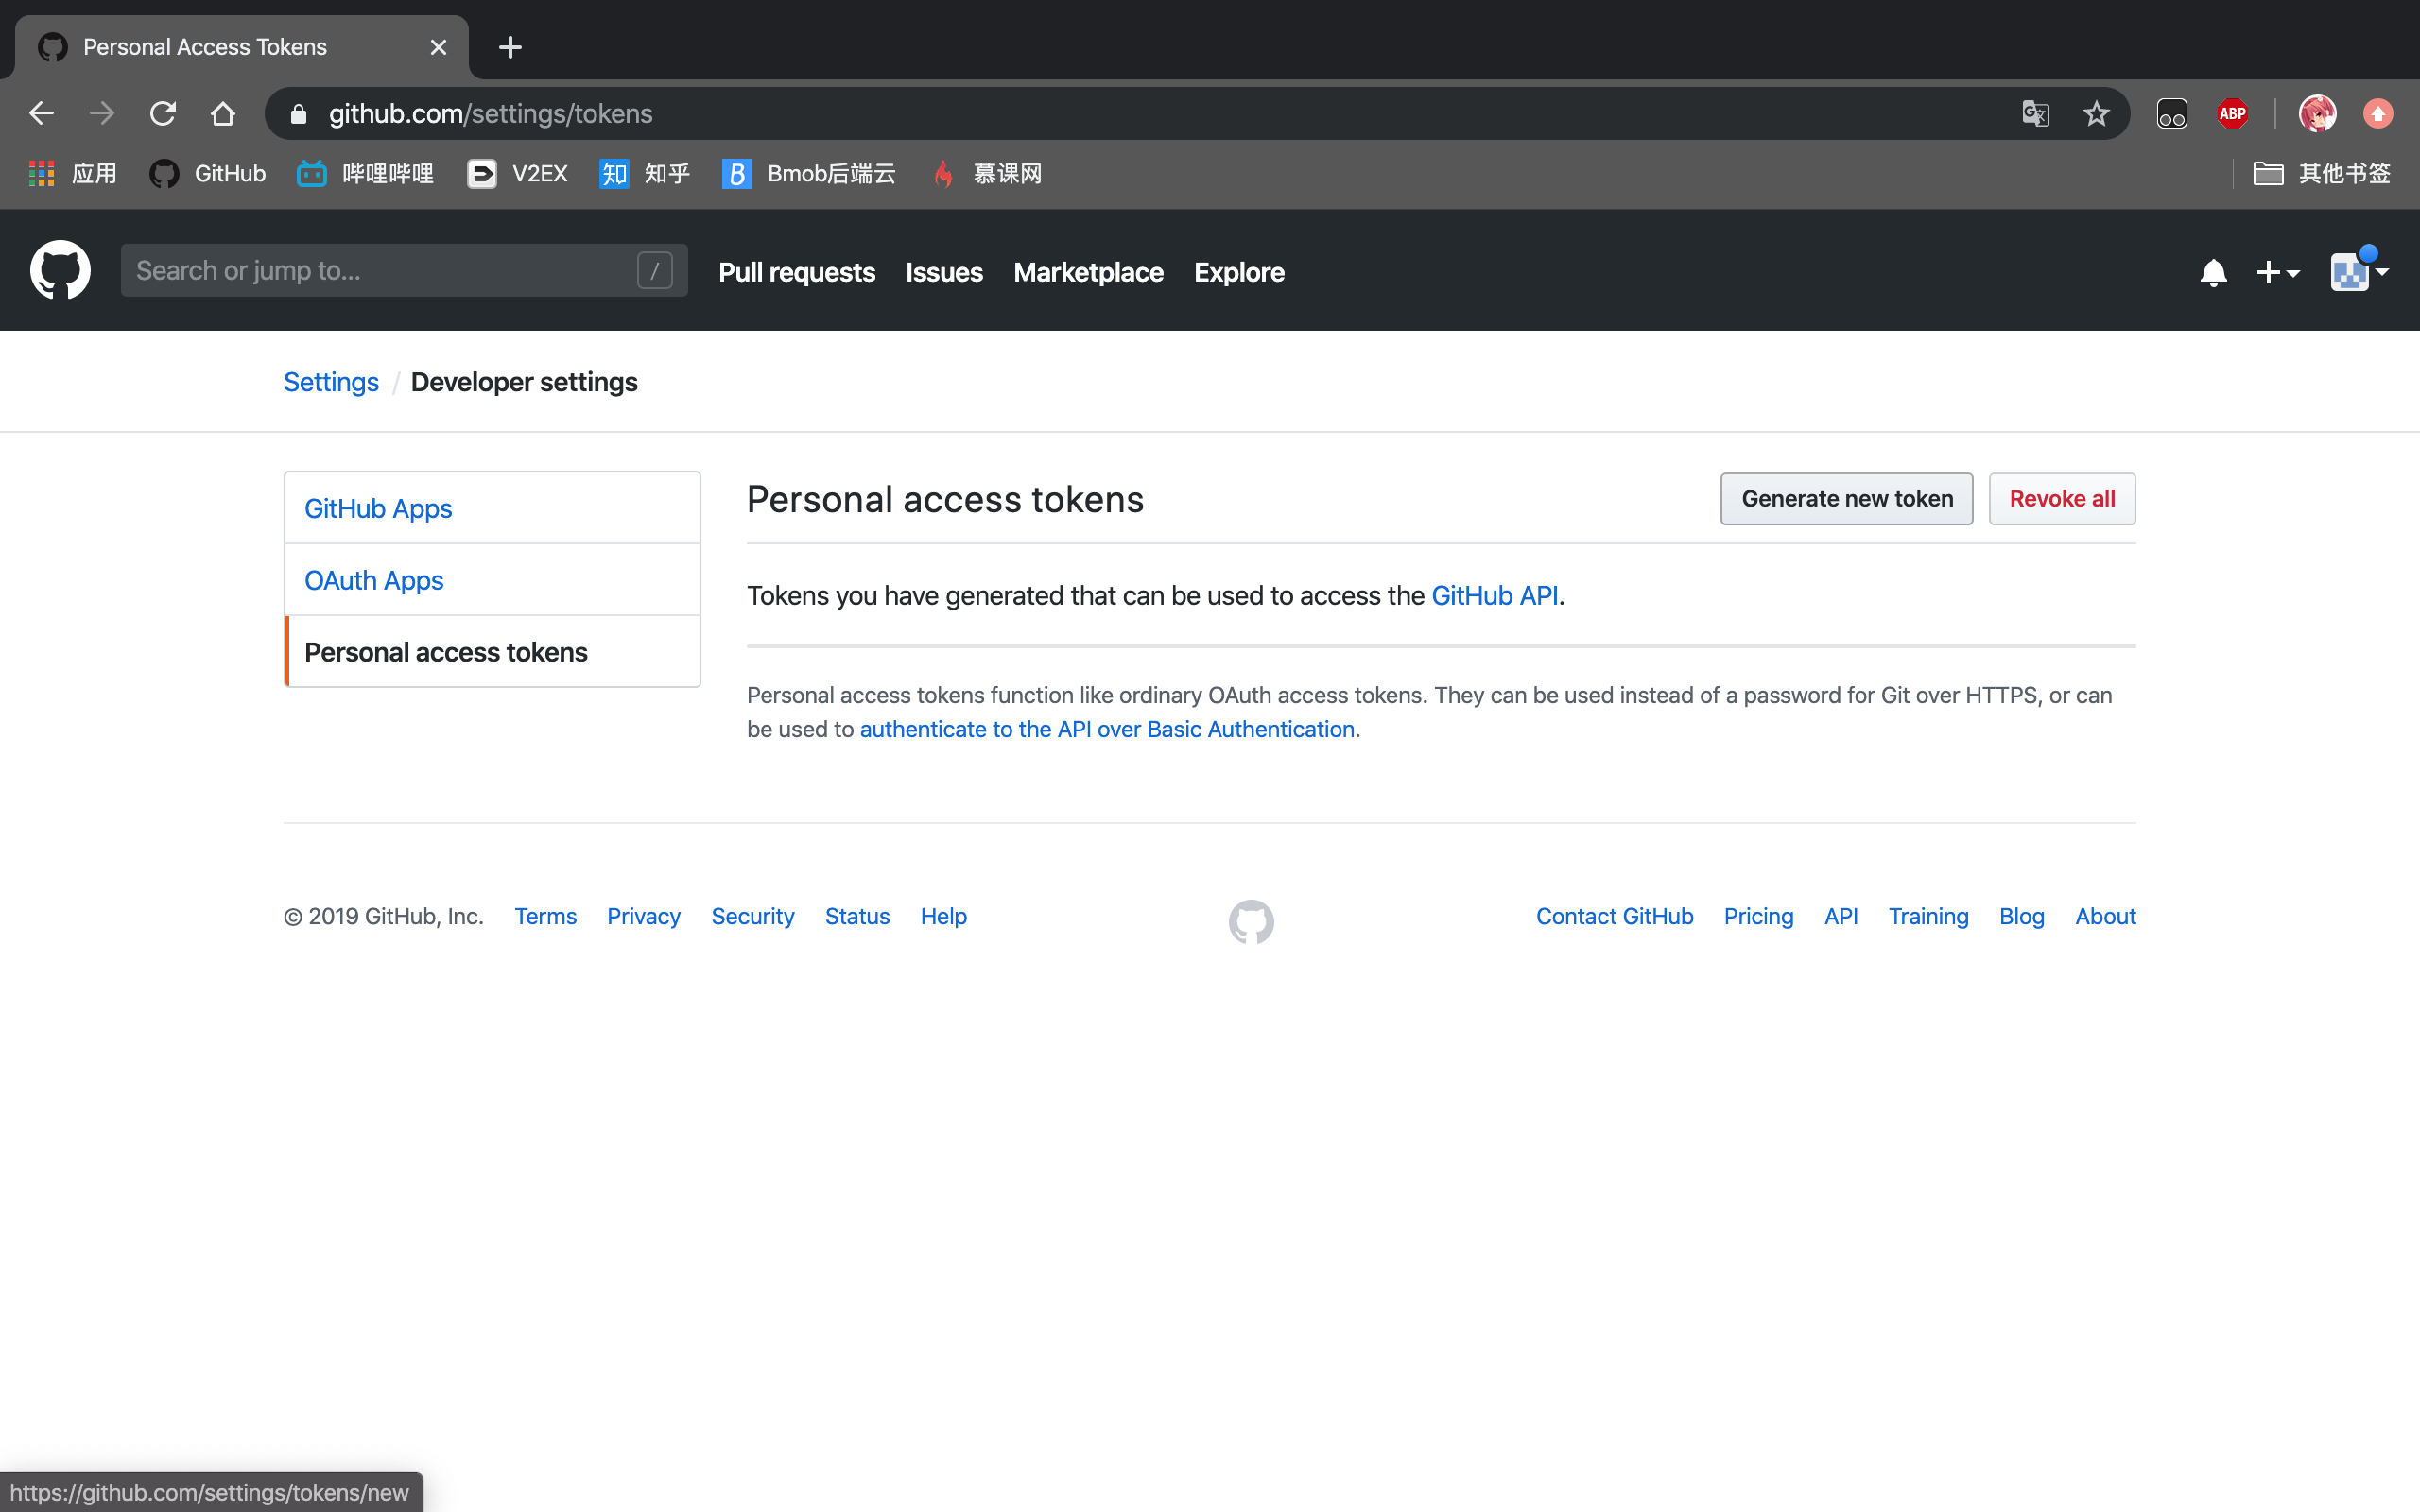 Personal Access Tokens
github.com/settings/tokens
ABP
应用 GitHub 哔哩哔哩 V2EX 知 知乎 B Bmob后端云 慕课网 其他书签
Search or jump to... / Pull requests Issues Marketplace Explore
Settings / Developer settings
GitHub Apps
OAuth Apps
Personal access tokens
Personal access tokens Generate new token Revoke all
Tokens you have generated that can be used to access the GitHub API.
Personal access tokens function like ordinary OAuth access tokens. They can be used instead of a password for Git over HTTPS, or can
be used to authenticate to the API over Basic Authentication.
© 2019 GitHub, Inc. Terms Privacy Security Status Help Contact GitHub Pricing API Training Blog About
https://github.com/settings/tokens/new